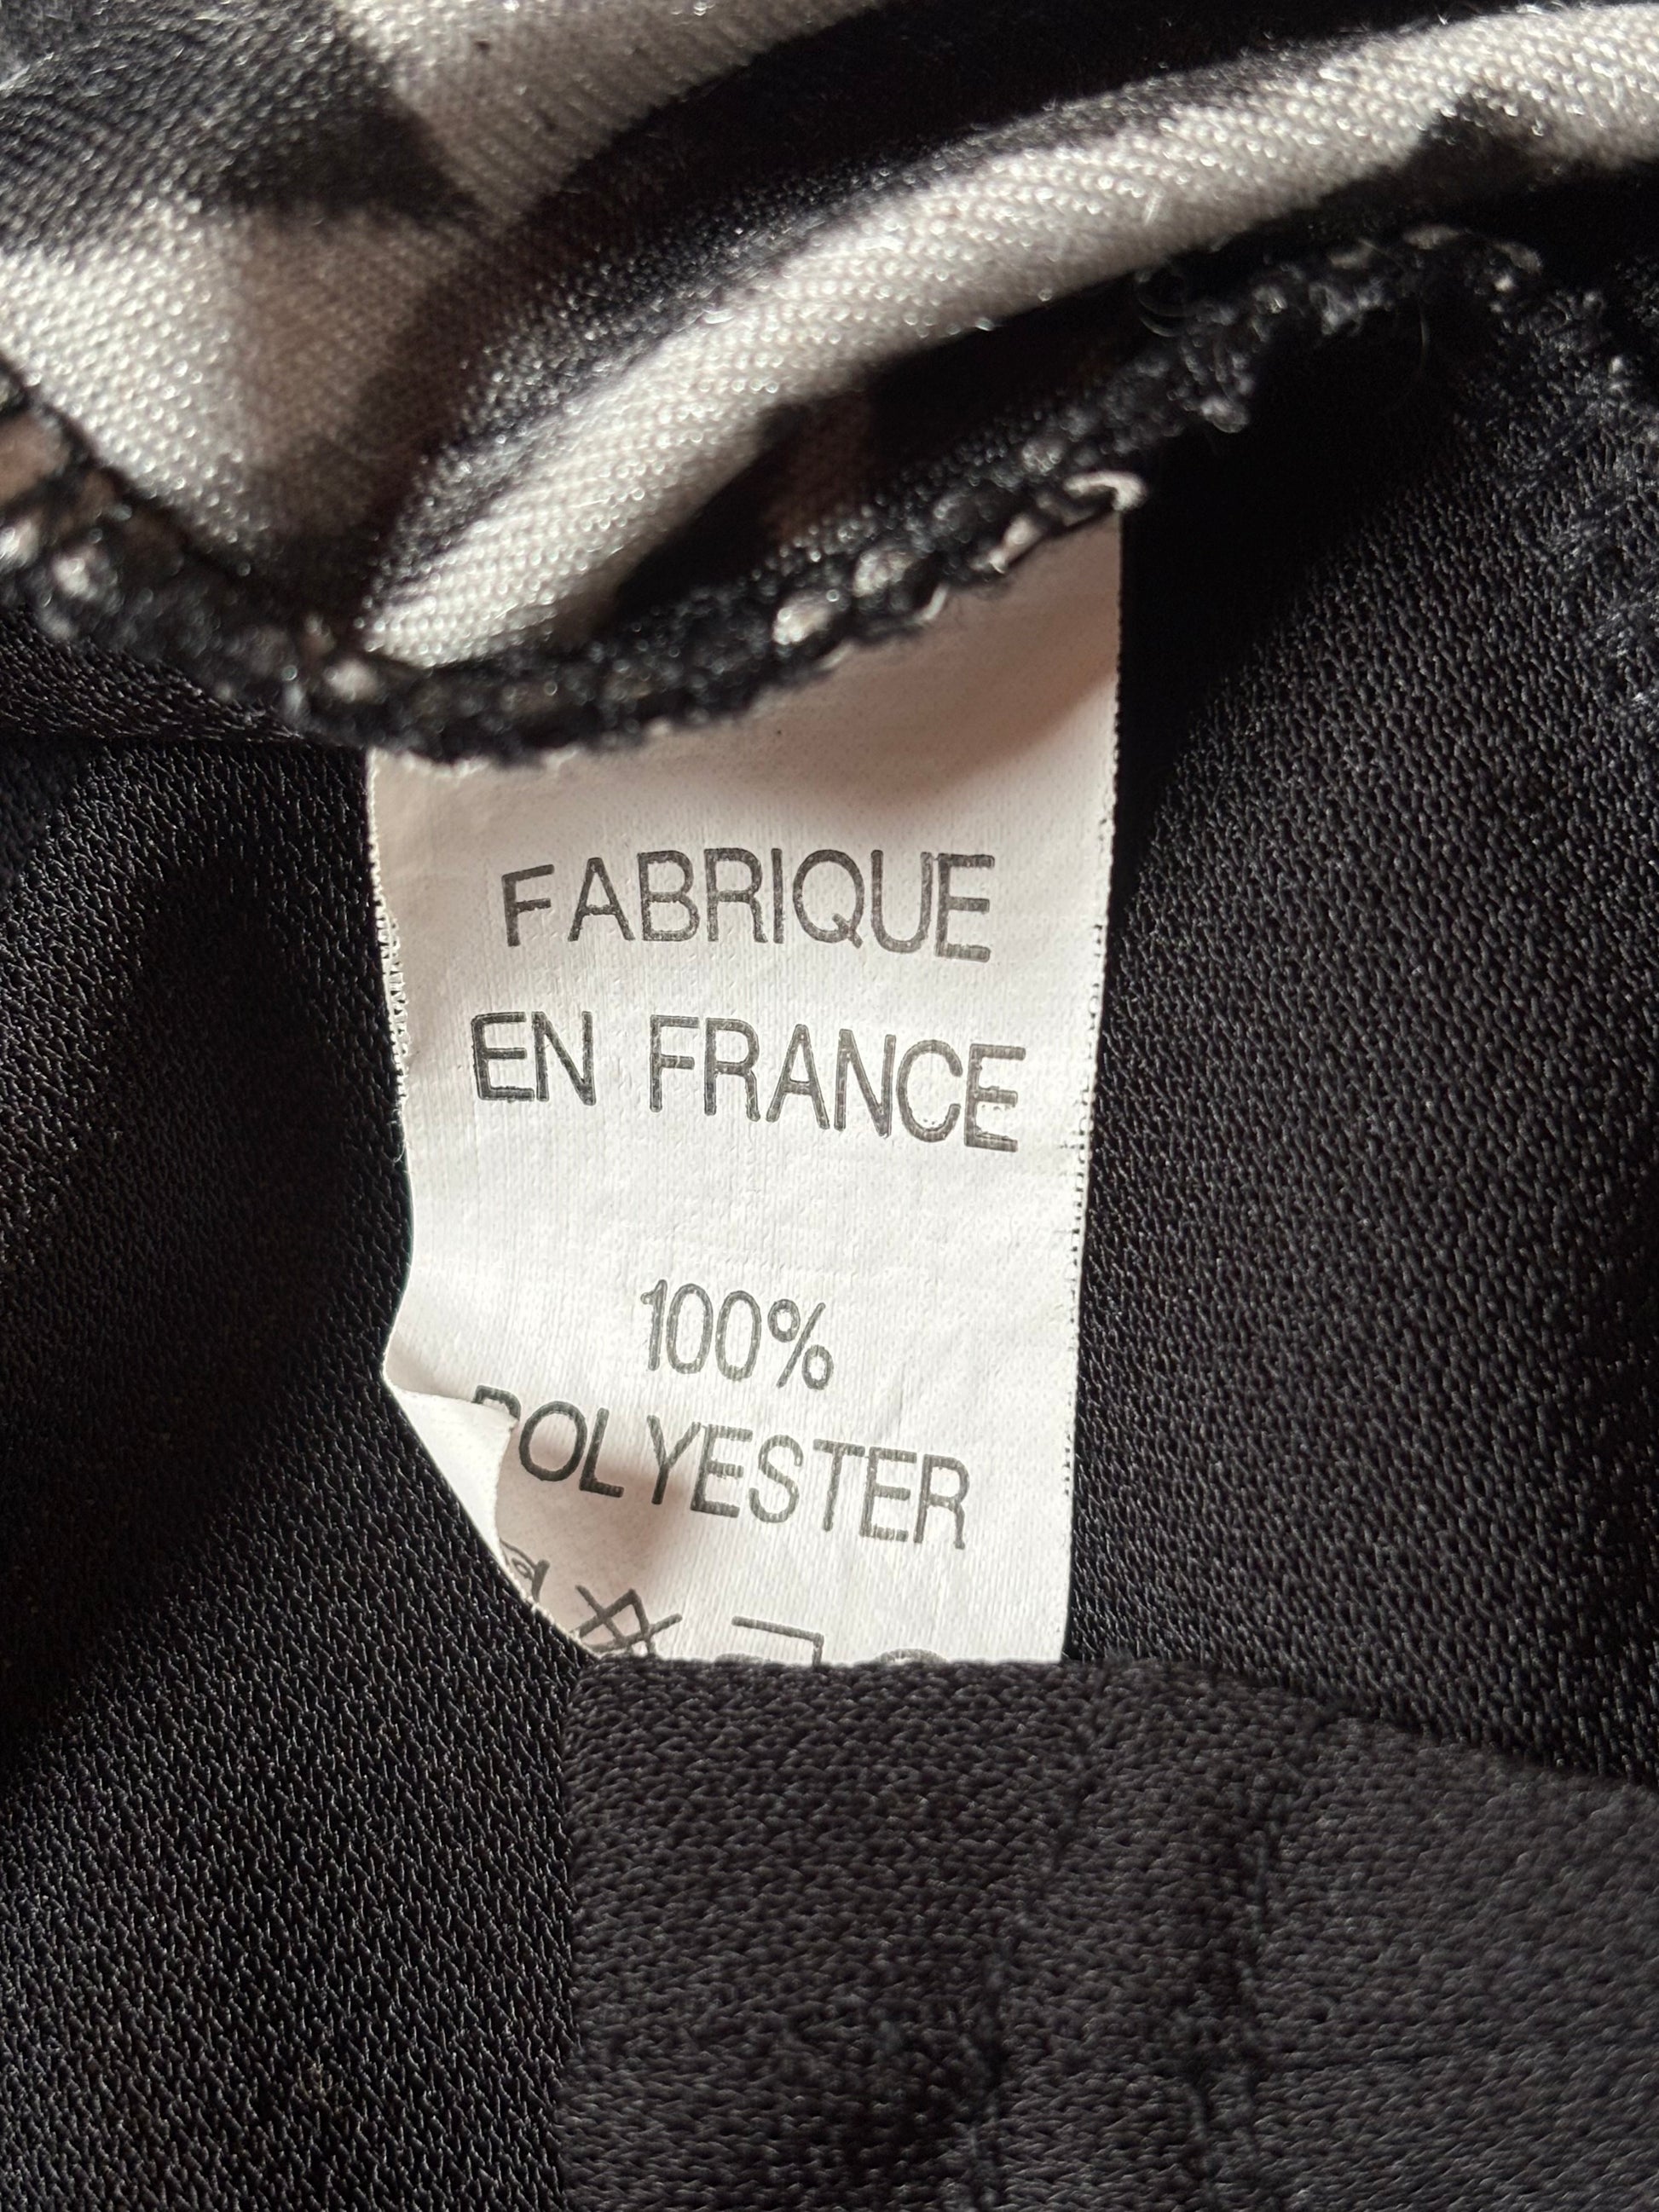 FABRIQUE
EN FRANCE
100%
POLYESTER